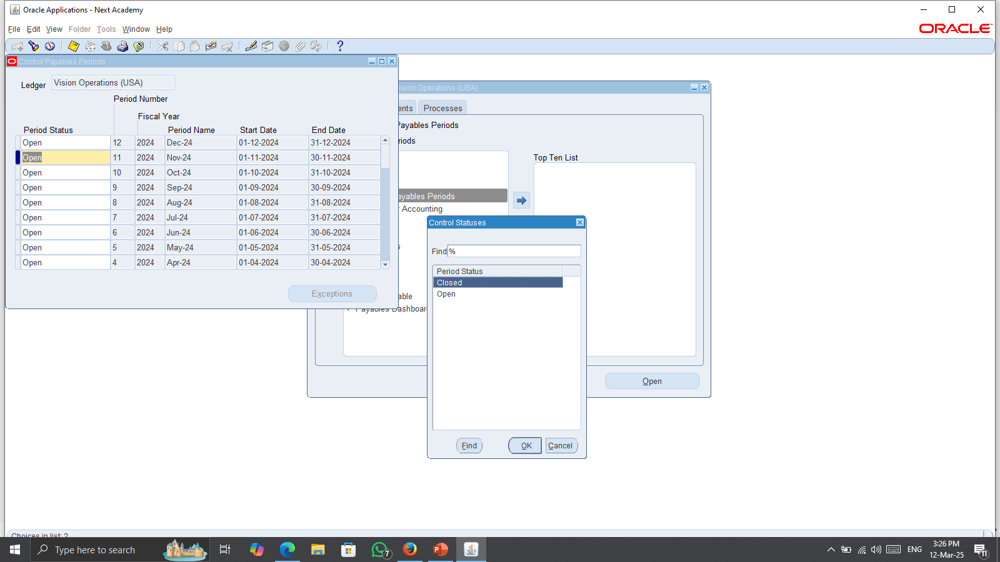 Oracle Applications - Next Academy
File Edit View Folder Tools Window Help
ORACLE
Control Payables Periods
Ledger Vision Operations (USA)
Period Number
Fiscal Year
Period Status Period Name Start Date End Date
Open 12 2024 Dec-24 01-12-2024 31-12-2024
Open 11 2024 Nov-24 01-11-2024 30-11-2024
Open 10 2024 Oct-24 01-10-2024 31-10-2024
Open 9 2024 Sep-24 01-09-2024 30-09-2024
Open 8 2024 Aug-24 01-08-2024 31-08-2024
Open 7 2024 Jul-24 01-07-2024 31-07-2024
Open 6 2024 Jun-24 01-06-2024 30-06-2024
Open 5 2024 May-24 01-05-2024 31-05-2024
Open 4 2024 Apr-24 01-04-2024 30-04-2024
Exceptions
ision Operations (USA)
ents Processes
Payables Periods
riods
Top Ten List
ayables Periods
r Accounting
s
able
Payables Dashboar
Open
Control Statuses
Find %
Period Status
Closed
Open
Find OK Cancel
Choices in list: 2
Type here to search
7
ENG
3:26 PM
12-Mar-25
11